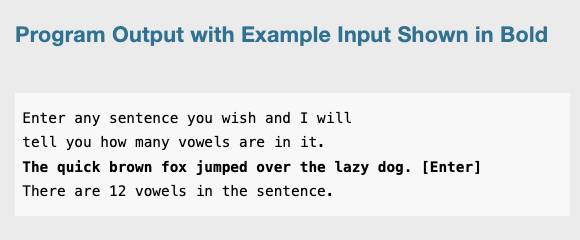 Program Output with Example Input Shown in Bold
Enter any sentence you wish and I will
tell you how many vowels are in it.
The quick brown fox jumped over the lazy dog. [Enter]
There are 12 vowels in the sentence.